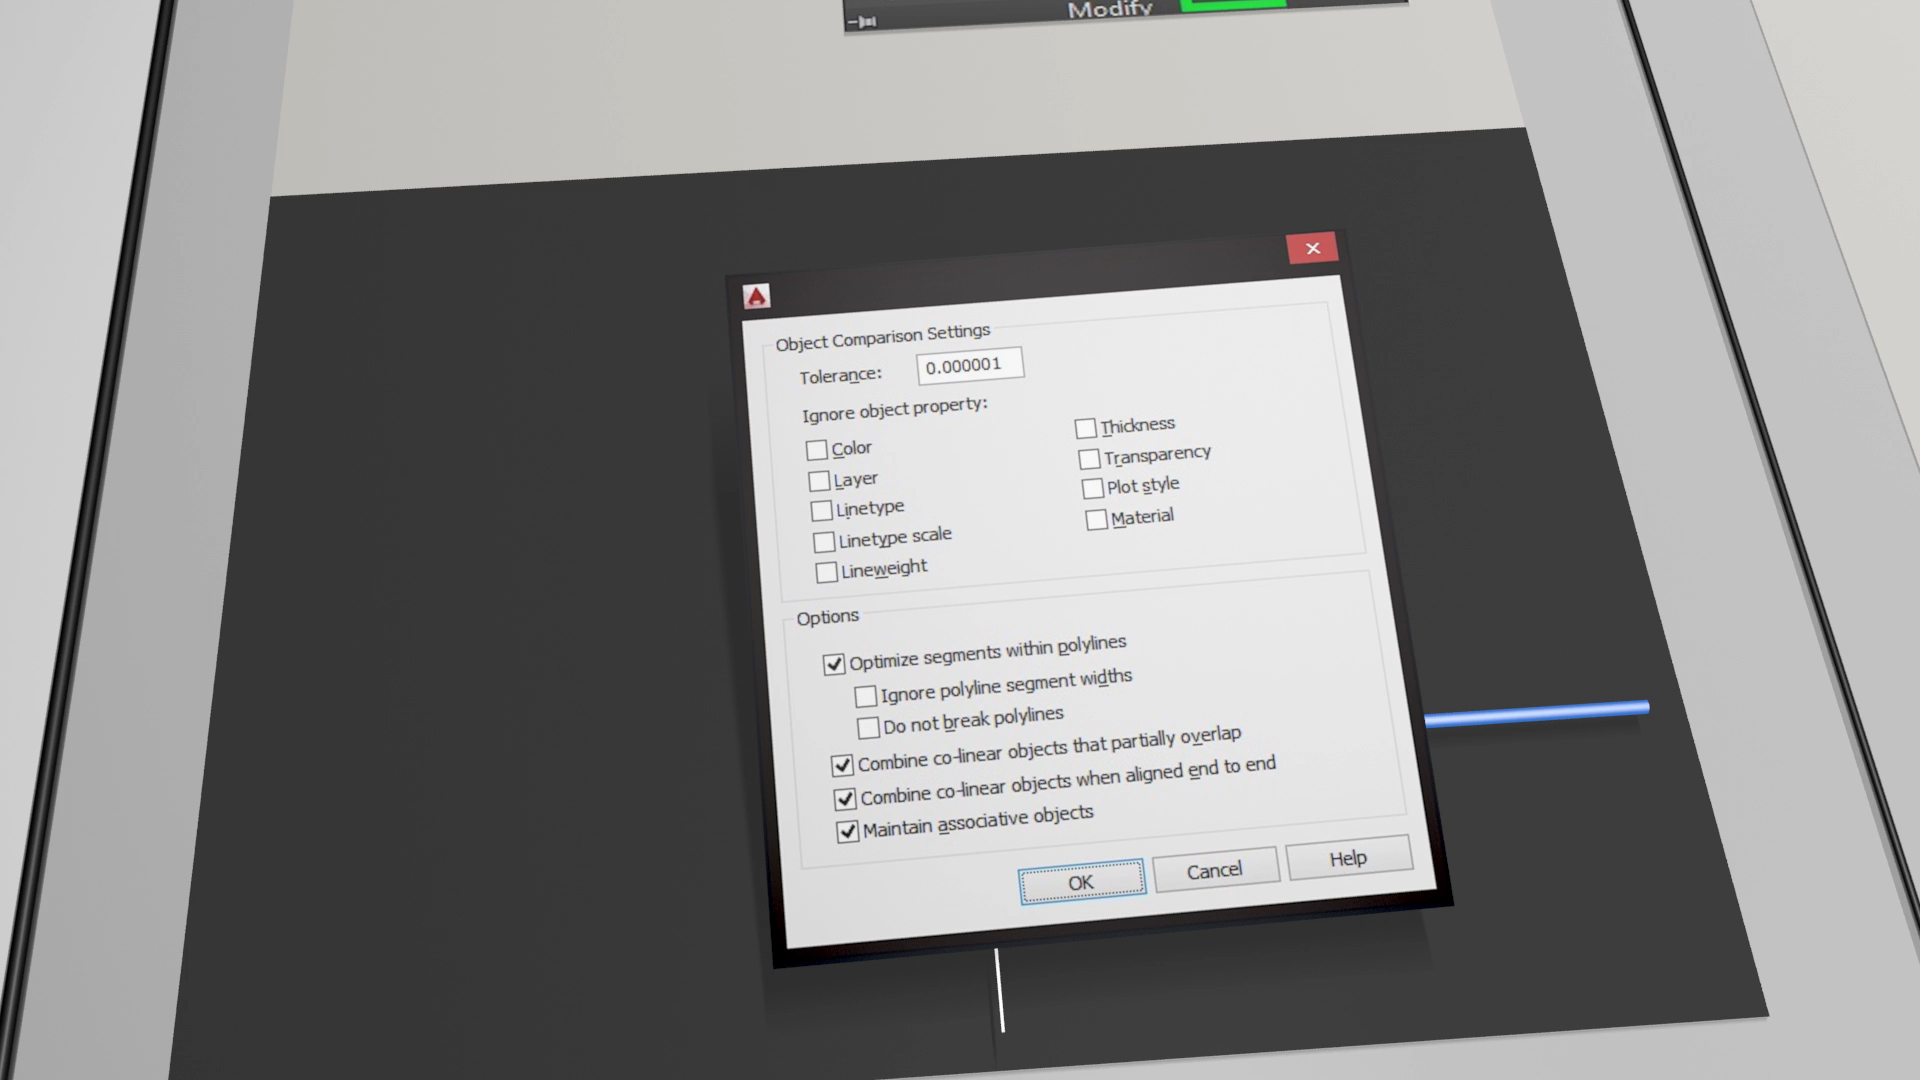 Modify
Object Comparison Settings
Tolerance: 0.000001
Ignore object property:
Color
Layer
Linetype
Linetype scale
Lineweight
Thickness
Transparency
Plot style
Material
Options
Optimize segments within polylines
Ignore polyline segment widths
Do not break polylines
Combine co-linear objects that partially overlap
Combine co-linear objects when aligned end to end
Maintain associative objects
OK Cancel Help